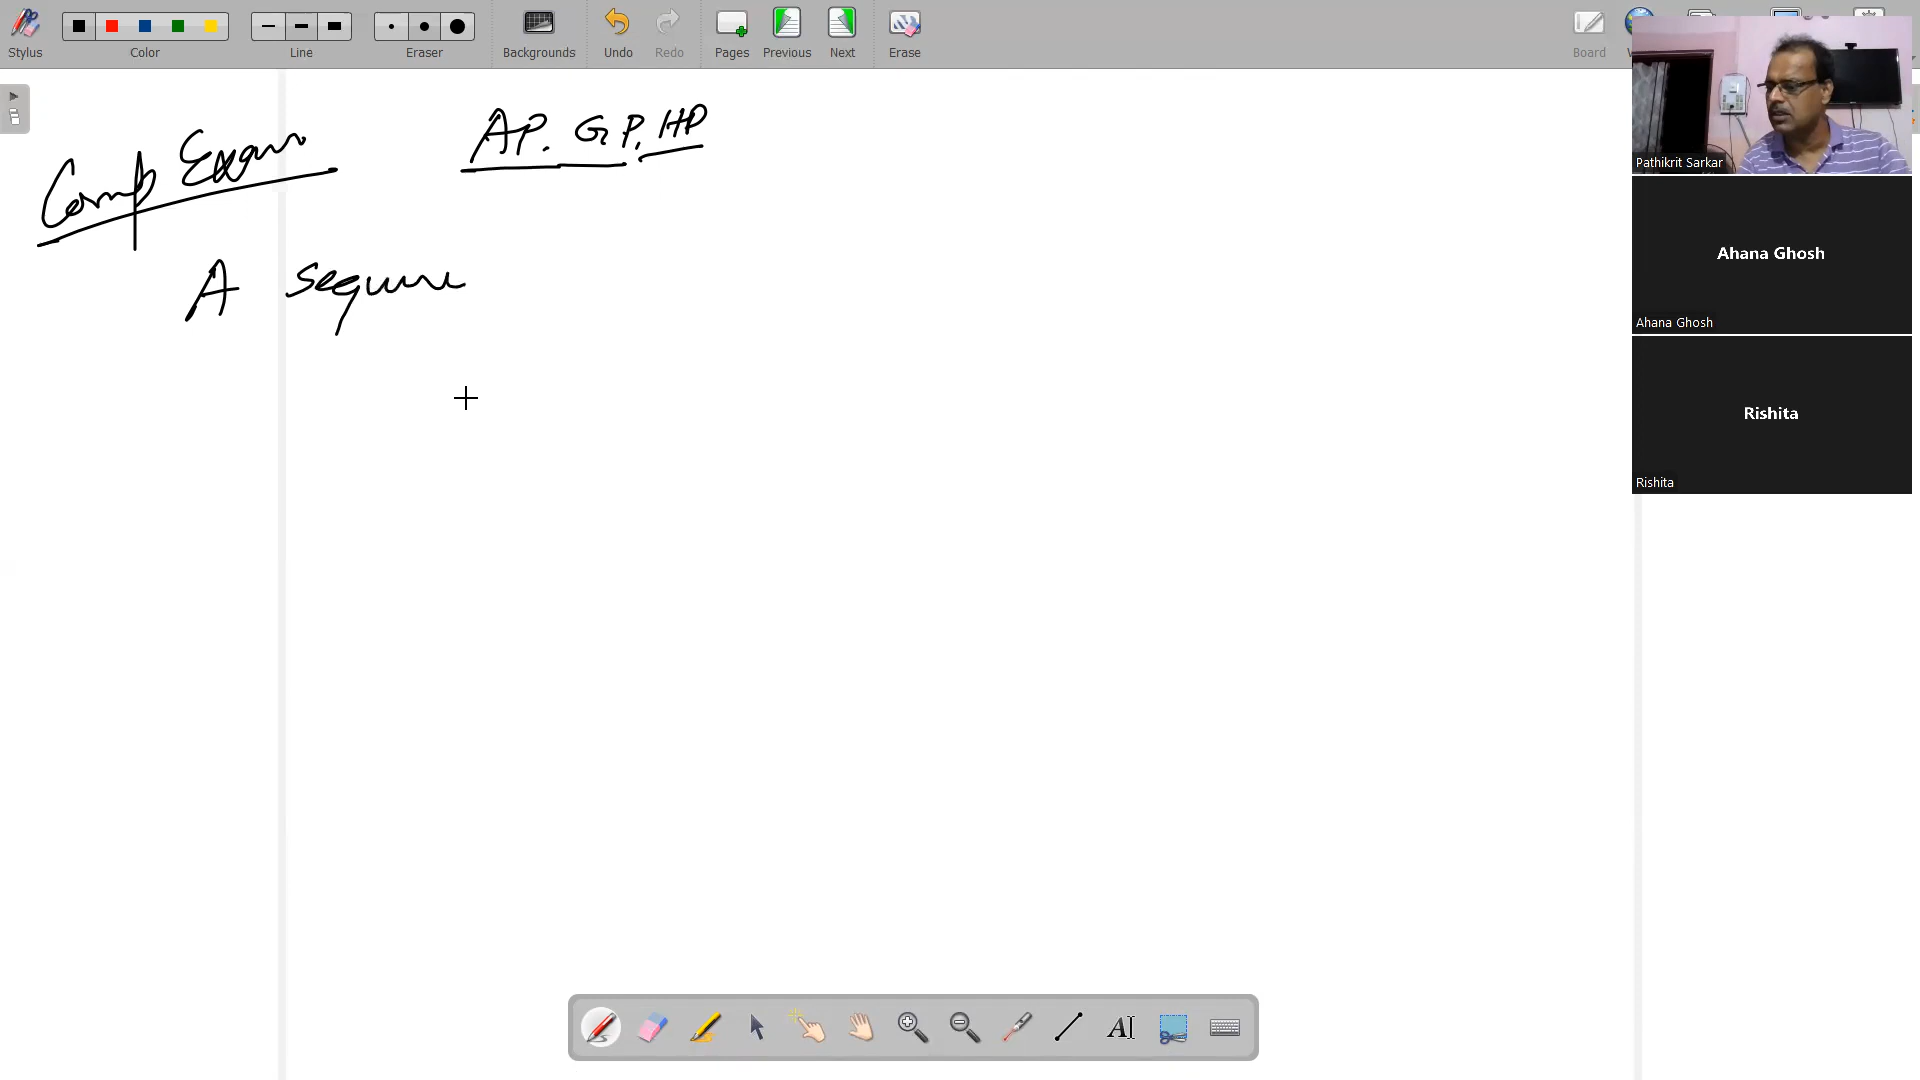 Stylus Color Line Eraser Backgrounds Undo Redo Pages Previous Next Erase Board
Comp Exam
AP. G.P. HP
A sequence
Pathikrit Sarkar
Ahana Ghosh
Ahana Ghosh
Rishita
Rishita